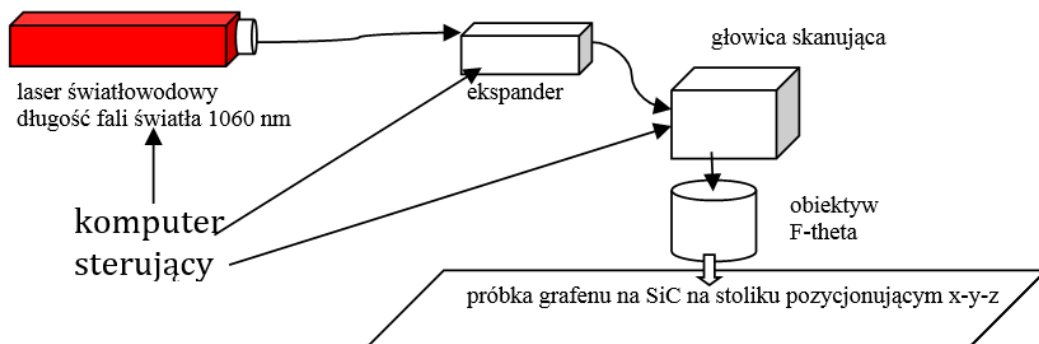 głowica skanująca
laser światłowodowy
długość fali światła 1060 nm
ekspander
komputer
sterujący
obiektyw
F-theta
próbka grafenu na SiC na stoliku pozycjonującym x-y-z